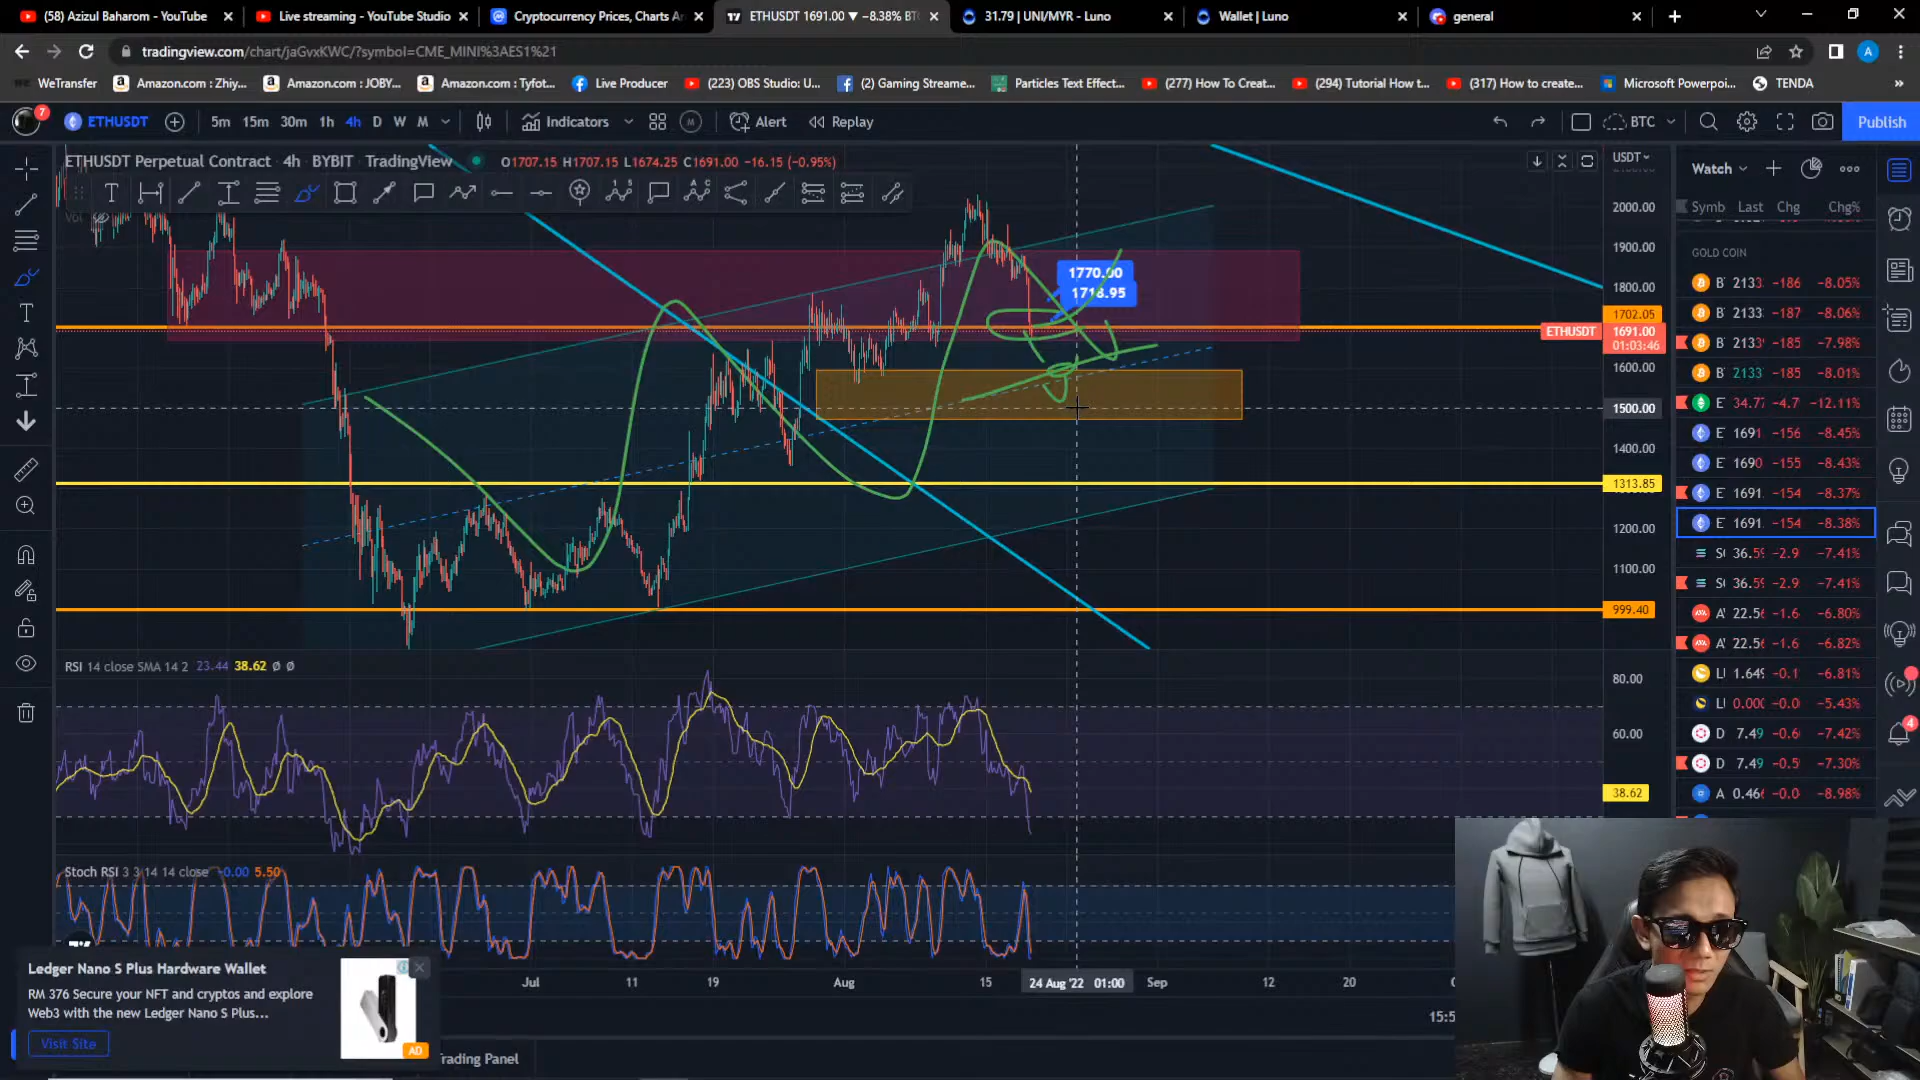 (58) Azizul Baharom - YouTube
Live streaming - YouTube Studio
Cryptocurrency Prices, Charts A
ETHUSDT 1691.00 ▼ −8.38% BT
31.79 | UNI/MYR - Luno
Wallet | Luno
general
tradingview.com/chart/jaGvxKWC/?symbol=CME_MINI%3AES1%21
A
WeTransfer
Amazon.com : Zhiy...
Amazon.com : JOBY...
Amazon.com : Tyfot...
Live Producer
(223) OBS Studio: U...
(2) Gaming Streame...
Particles Text Effect...
(277) How To Creat...
(294) Tutorial How t...
(317) How to create...
Microsoft Powerpoi...
TENDA
7
ETHUSDT
5m 15m 30m 1h 4h D W M
Indicators
Alert
Replay
BTC
Publish
ETHUSDT Perpetual Contract · 4h · BYBIT · TradingView
O1707.15 H1707.15 L1674.25 C1691.00 −16.15 (−0.95%)
USDT
Vol
Watch
Symb Last Chg Chg%
GOLD COIN
2000.00
1900.00
1800.00
1702.05
ETHUSDT 1691.00
01:03:46
1600.00
1500.00
1400.00
1313.85
1200.00
1100.00
999.40
1770.00
1718.95
B 2133 −186 −8.05%
B 2133 −187 −8.06%
B 2133 −185 −7.98%
B 2133 −185 −8.01%
E 34.77 −4.7 −12.11%
E 1691 −156 −8.45%
E 1690 −155 −8.43%
E 1691 −154 −8.37%
E 1691 −154 −8.38%
S 36.59 −2.9 −7.41%
S 36.59 −2.9 −7.41%
A 22.56 −1.6 −6.80%
A 22.56 −1.6 −6.82%
L 1.649 −0.1 −6.81%
L 0.000 −0.0 −5.43%
D 7.49 −0.6 −7.42%
D 7.49 −0.5 −7.30%
A 0.466 −0.0 −8.98%
4
RSI 14 close SMA 14 2 23.44 38.62 Ø Ø
80.00
60.00
38.62
Stoch RSI 3 3 14 14 close 0.00 5.50
Jul
11
19
Aug
15
24 Aug '22 01:00
Sep
12
20
15:5
Ledger Nano S Plus Hardware Wallet
RM 376 Secure your NFT and cryptos and explore
Web3 with the new Ledger Nano S Plus...
Visit Site
AD
Trading Panel